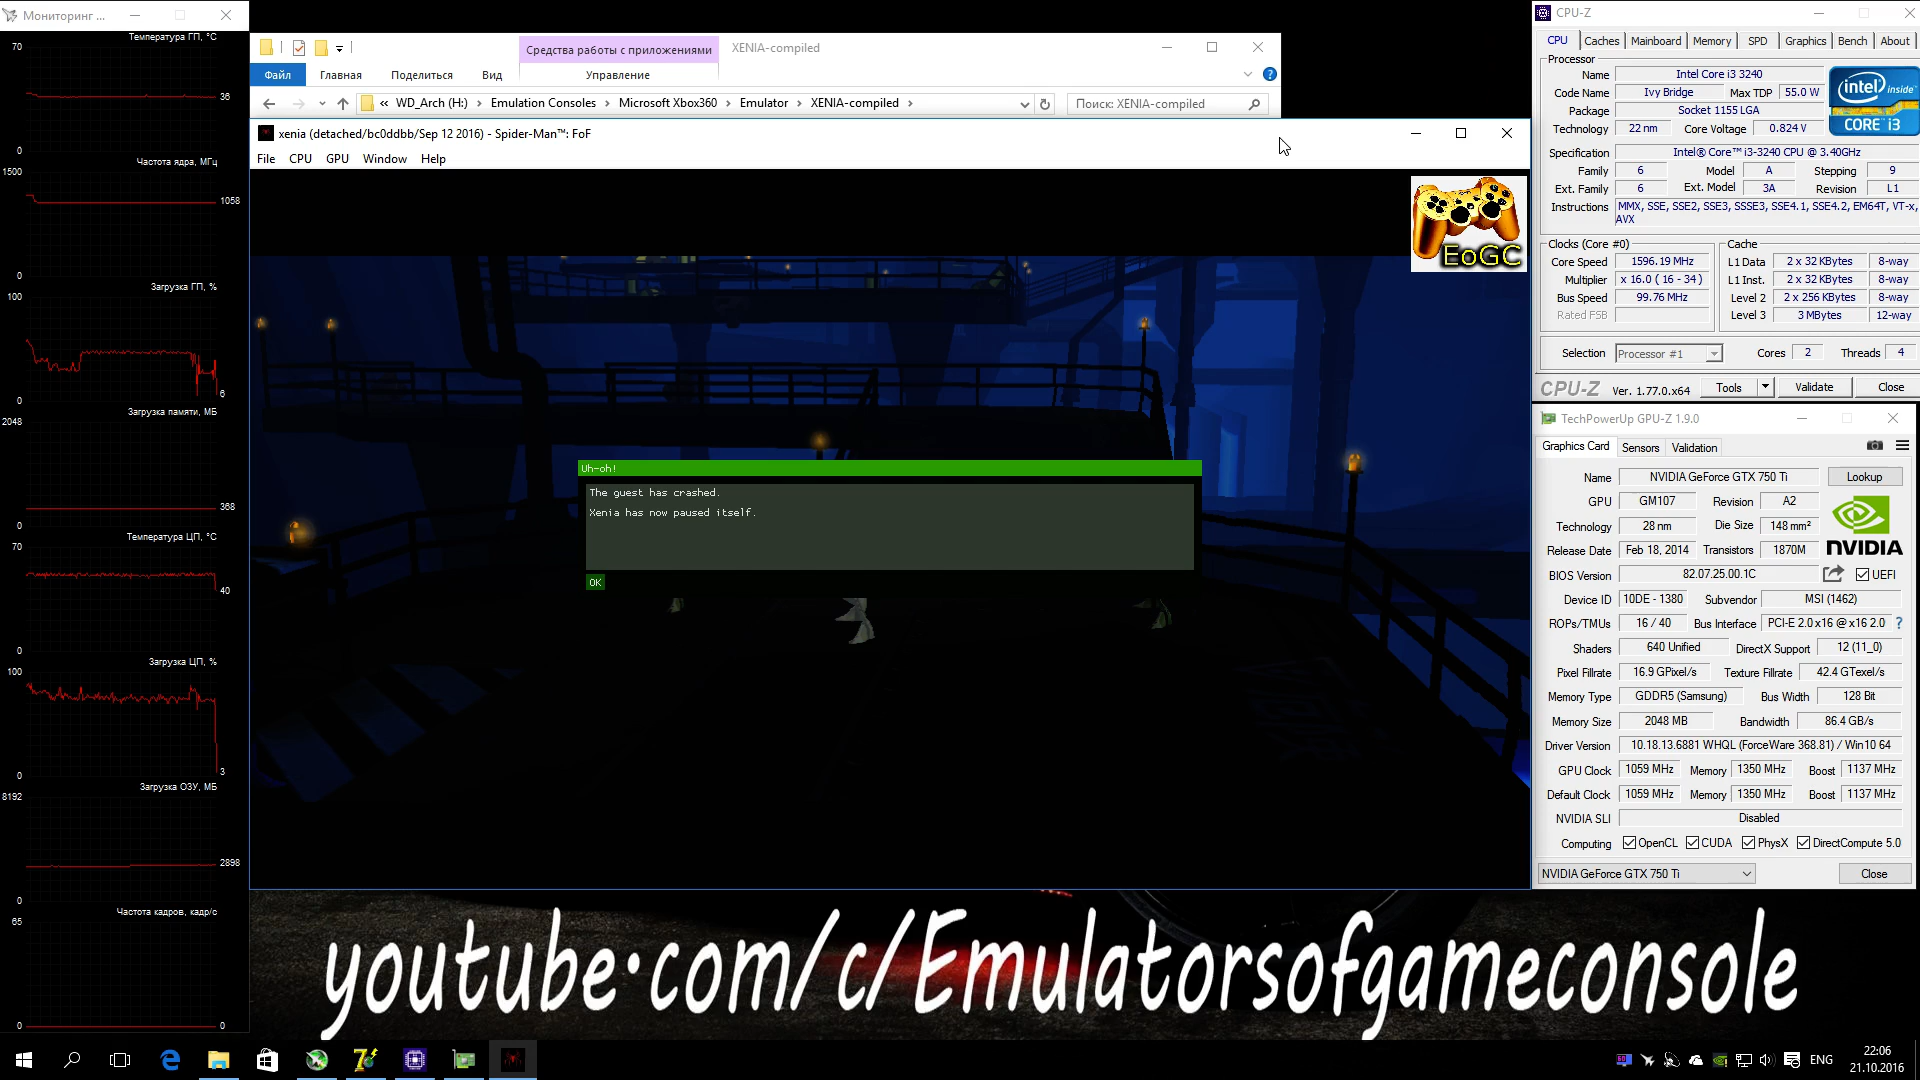 Мониторинг ...
Температура ГП, °C
70
36
0
Частота ядра, МГц
1500
1058
0
Загрузка ГП, %
100
6
0
Загрузка памяти, МБ
2048
368
0
Температура ЦП, °C
70
40
0
Загрузка ЦП, %
100
3
0
Загрузка ОЗУ, МБ
8192
2898
0
Частота кадров, кадр/с
65
0
0
Средства работы с приложениями
XENIA-compiled
Файл Главная Поделиться Вид Управление
« WD_Arch (H:) › Emulation Consoles › Microsoft Xbox360 › Emulator › XENIA-compiled ›
Поиск: XENIA-compiled
xenia (detached/bc0ddbb/Sep 12 2016) - Spider-Man™: FoF
File CPU GPU Window Help
EoGC
Uh-oh!
The guest has crashed.
Xenia has now paused itself.
OK
CPU-Z
CPU Caches Mainboard Memory SPD Graphics Bench About
Processor
Name Intel Core i3 3240
Code Name Ivy Bridge Max TDP 55.0 W
Package Socket 1155 LGA
Technology 22 nm Core Voltage 0.824 V
intel inside™
CORE i3
Specification Intel® Core™ i3-3240 CPU @ 3.40GHz
Family 6 Model A Stepping 9
Ext. Family 6 Ext. Model 3A Revision L1
Instructions MMX, SSE, SSE2, SSE3, SSSE3, SSE4.1, SSE4.2, EM64T, VT-x,
AVX
Clocks (Core #0)
Core Speed 1596.19 MHz
Multiplier x 16.0 ( 16 - 34 )
Bus Speed 99.76 MHz
Rated FSB
Cache
L1 Data 2 x 32 KBytes 8-way
L1 Inst. 2 x 32 KBytes 8-way
Level 2 2 x 256 KBytes 8-way
Level 3 3 MBytes 12-way
Selection Processor #1 Cores 2 Threads 4
CPU-Z Ver. 1.77.0.x64 Tools Validate Close
TechPowerUp GPU-Z 1.9.0
Graphics Card Sensors Validation
Name NVIDIA GeForce GTX 750 Ti Lookup
GPU GM107 Revision A2
Technology 28 nm Die Size 148 mm²
Release Date Feb 18, 2014 Transistors 1870M
NVIDIA
BIOS Version 82.07.25.00.1C UEFI
Device ID 10DE - 1380 Subvendor MSI (1462)
ROPs/TMUs 16 / 40 Bus Interface PCI-E 2.0 x16 @ x16 2.0 ?
Shaders 640 Unified DirectX Support 12 (11_0)
Pixel Fillrate 16.9 GPixel/s Texture Fillrate 42.4 GTexel/s
Memory Type GDDR5 (Samsung) Bus Width 128 Bit
Memory Size 2048 MB Bandwidth 86.4 GB/s
Driver Version 10.18.13.6881 WHQL (ForceWare 368.81) / Win10 64
GPU Clock 1059 MHz Memory 1350 MHz Boost 1137 MHz
Default Clock 1059 MHz Memory 1350 MHz Boost 1137 MHz
NVIDIA SLI Disabled
Computing OpenCL CUDA PhysX DirectCompute 5.0
NVIDIA GeForce GTX 750 Ti Close
youtube.com/c/Emulatorsofgameconsole
ENG
22:06
21.10.2016